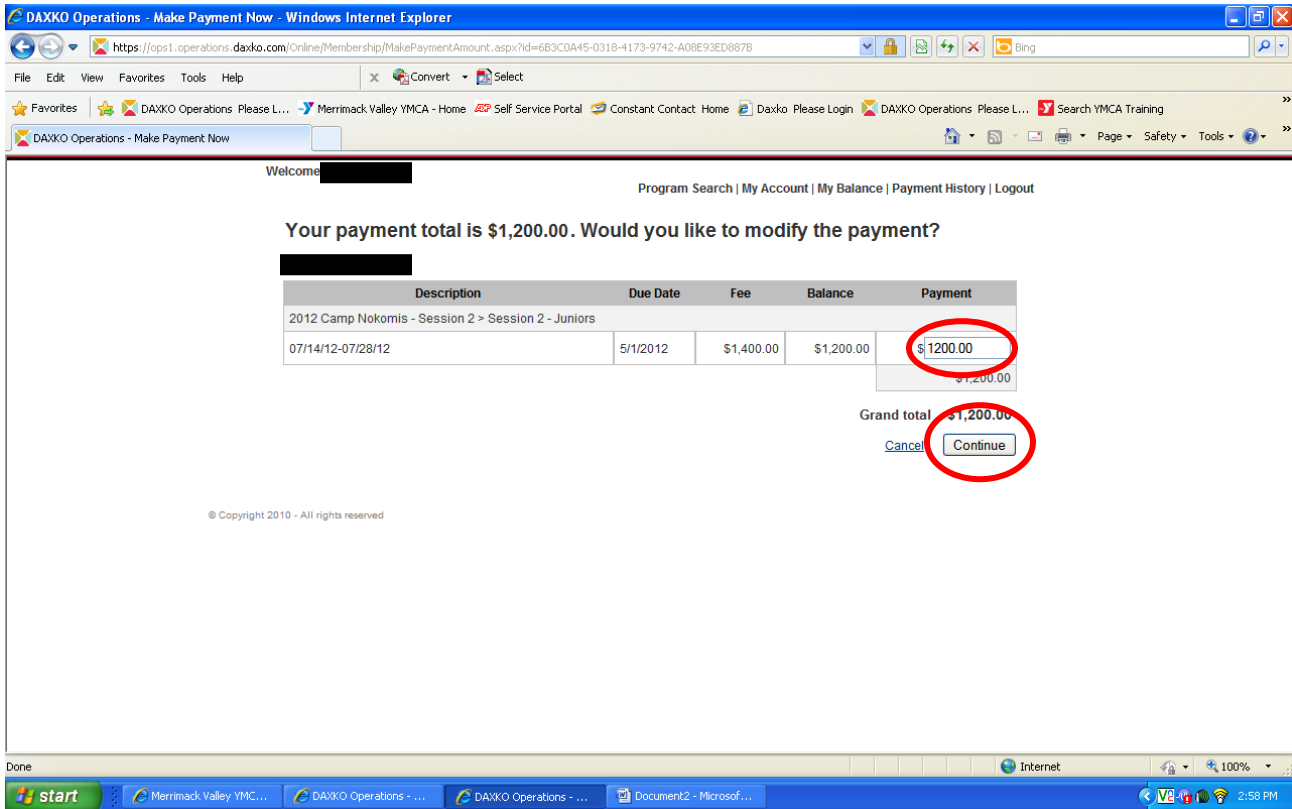 DAXKO Operations - Make Payment Now - Windows Internet Explorer
https://ops1.operations.daxko.com/Online/Membership/MakePaymentAmount.aspx?id=6B3C0A45-0318-4173-9742-A08E93ED887B
Bing
File Edit View Favorites Tools Help x Convert Select
Favorites DAXKO Operations Please L... Merrimack Valley YMCA - Home Self Service Portal Constant Contact Home Daxko Please Login DAXKO Operations Please L... Search YMCA Training »
DAXKO Operations - Make Payment Now Page Safety Tools »
Welcome
Program Search | My Account | My Balance | Payment History | Logout
Your payment total is $1,200.00. Would you like to modify the payment?
Description Due Date Fee Balance Payment
2012 Camp Nokomis - Session 2 > Session 2 - Juniors
07/14/12-07/28/12 5/1/2012 $1,400.00 $1,200.00 $ 1200.00
$1,200.00
Grand total $1,200.00
Cancel Continue
© Copyright 2010 - All rights reserved
Done Internet 100%
start Merrimack Valley YMC... DAXKO Operations - ... DAXKO Operations - ... Document2 - Microsof... 2:58 PM